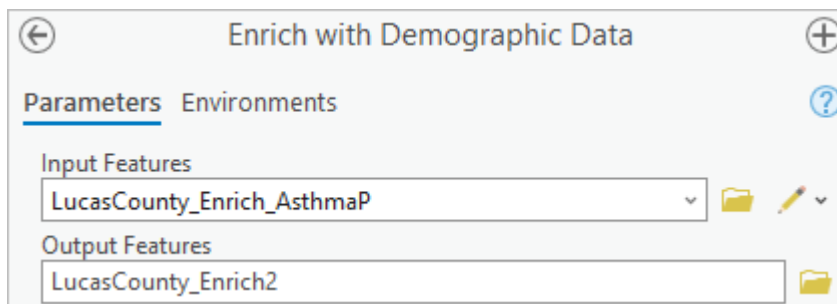 Enrich with Demographic Data
Parameters Environments
Input Features
LucasCounty_Enrich_AsthmaP
Output Features
LucasCounty_Enrich2